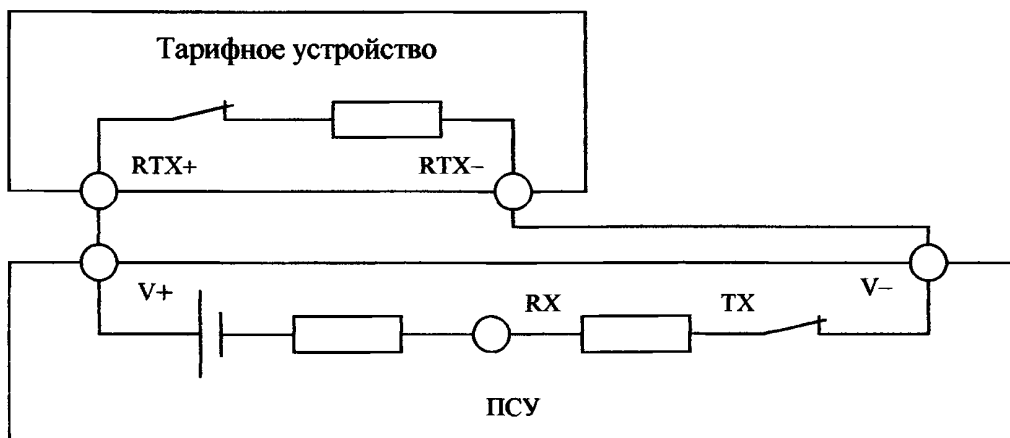 Тарифное устройство
RTX+ RTX−
V+ RX TX V−
ПСУ